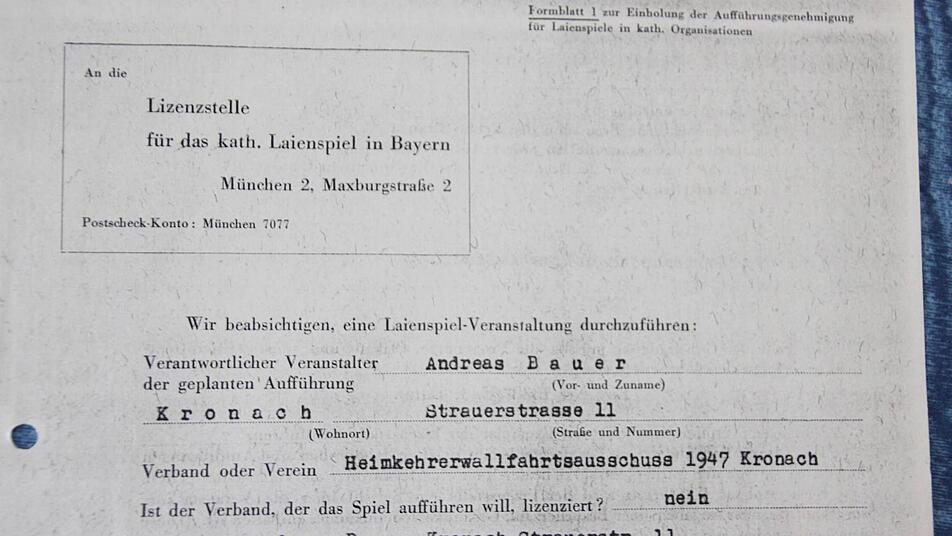 Formblatt 1 zur Einholung der Aufführungsgenehmigung
für Laienspiele in kath. Organisationen
An die
Lizenzstelle
für das kath. Laienspiel in Bayern
München 2, Maxburgstraße 2
Postscheck-Konto: München 7077
Wir beabsichtigen, eine Laienspiel-Veranstaltung durchzuführen:
Verantwortlicher Veranstalter Andreas B a u e r
der geplanten Aufführung (Vor- und Zuname)
K r o n a c h Strauerstrasse 11
(Wohnort) (Straße und Nummer)
Verband oder Verein Heimkehrerwallfahrtsausschuss 1947 Kronach
Ist der Verband, der das Spiel aufführen will, lizenziert? nein
Kronach Strauerstr. 11